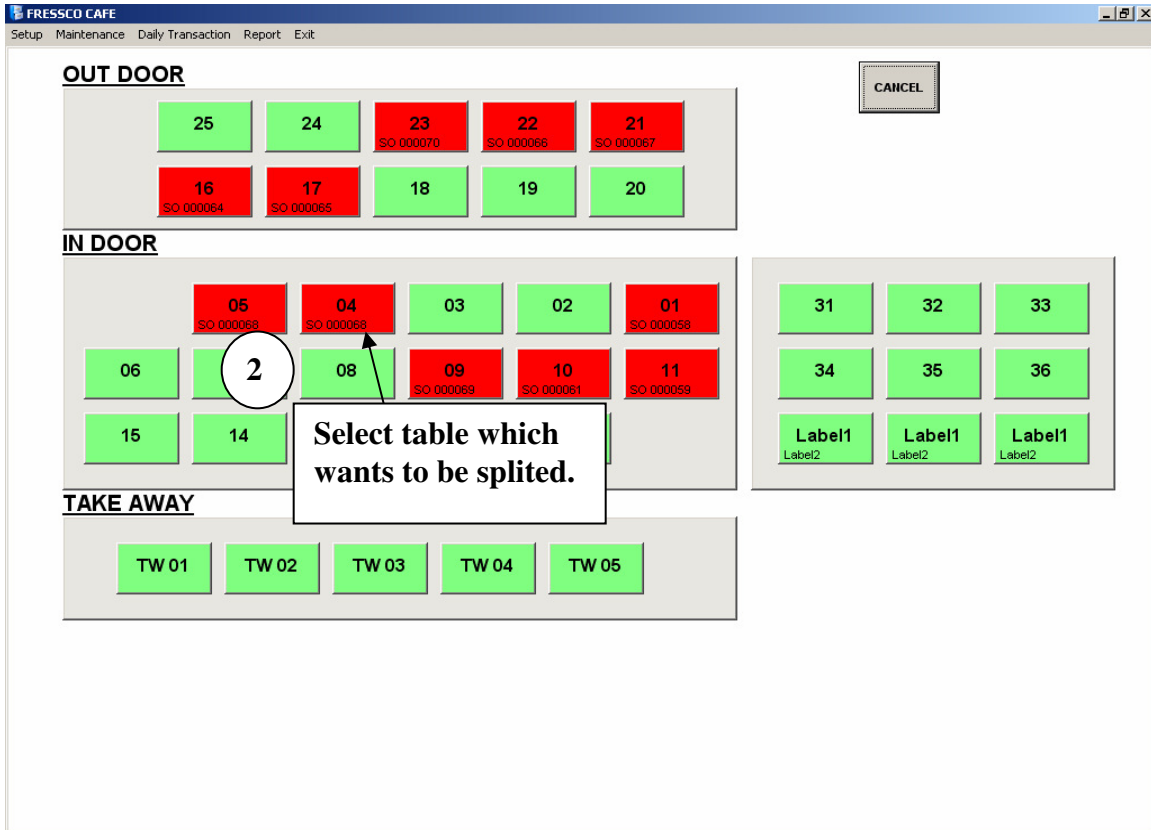 FRESSCO CAFE
Setup Maintenance Daily Transaction Report Exit
OUT DOOR
CANCEL
25 24 23 22 21
SO 000070 SO 000066 SO 000067
16 17 18 19 20
SO 000064 SO 000065
IN DOOR
05 04 03 02 01
SO 000068 SO 000068 SO 000058
31 32 33
06 2 08 09 10 11
SO 000069 SO 000061 SO 000059
34 35 36
15 14
Select table which
wants to be splited.
Label1 Label1 Label1
Label2 Label2 Label2
TAKE AWAY
TW 01 TW 02 TW 03 TW 04 TW 05